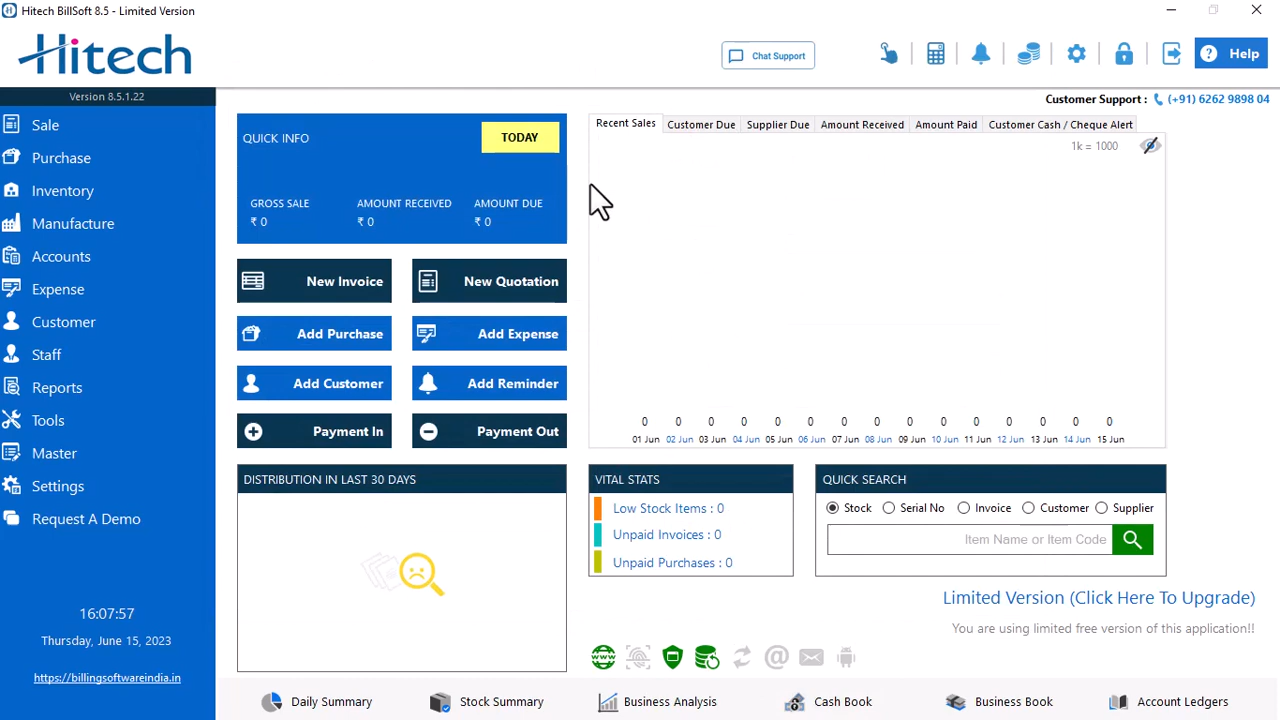 Hitech BillSoft 8.5 - Limited Version
Hitech
Chat Support
Help
Version 8.5.1.22
Customer Support : (+91) 6262 9898 04
Sale
Purchase
Inventory
Manufacture
Accounts
Expense
Customer
Staff
Reports
Tools
Master
Settings
Request A Demo
16:07:57
Thursday, June 15, 2023
https://billingsoftwareindia.in
QUICK INFO
TODAY
GROSS SALE AMOUNT RECEIVED AMOUNT DUE
₹ 0 ₹ 0 ₹ 0
New Invoice New Quotation
Add Purchase Add Expense
Add Customer Add Reminder
Payment In Payment Out
Recent Sales Customer Due Supplier Due Amount Received Amount Paid Customer Cash / Cheque Alert
1k = 1000
0 0 0 0 0 0 0 0 0 0 0 0 0 0 0
01 Jun 02 Jun 03 Jun 04 Jun 05 Jun 06 Jun 07 Jun 08 Jun 09 Jun 10 Jun 11 Jun 12 Jun 13 Jun 14 Jun 15 Jun
DISTRIBUTION IN LAST 30 DAYS
VITAL STATS
Low Stock Items : 0
Unpaid Invoices : 0
Unpaid Purchases : 0
QUICK SEARCH
Stock Serial No Invoice Customer Supplier
Item Name or Item Code
Limited Version (Click Here To Upgrade)
You are using limited free version of this application!!
www
Daily Summary Stock Summary Business Analysis Cash Book Business Book Account Ledgers